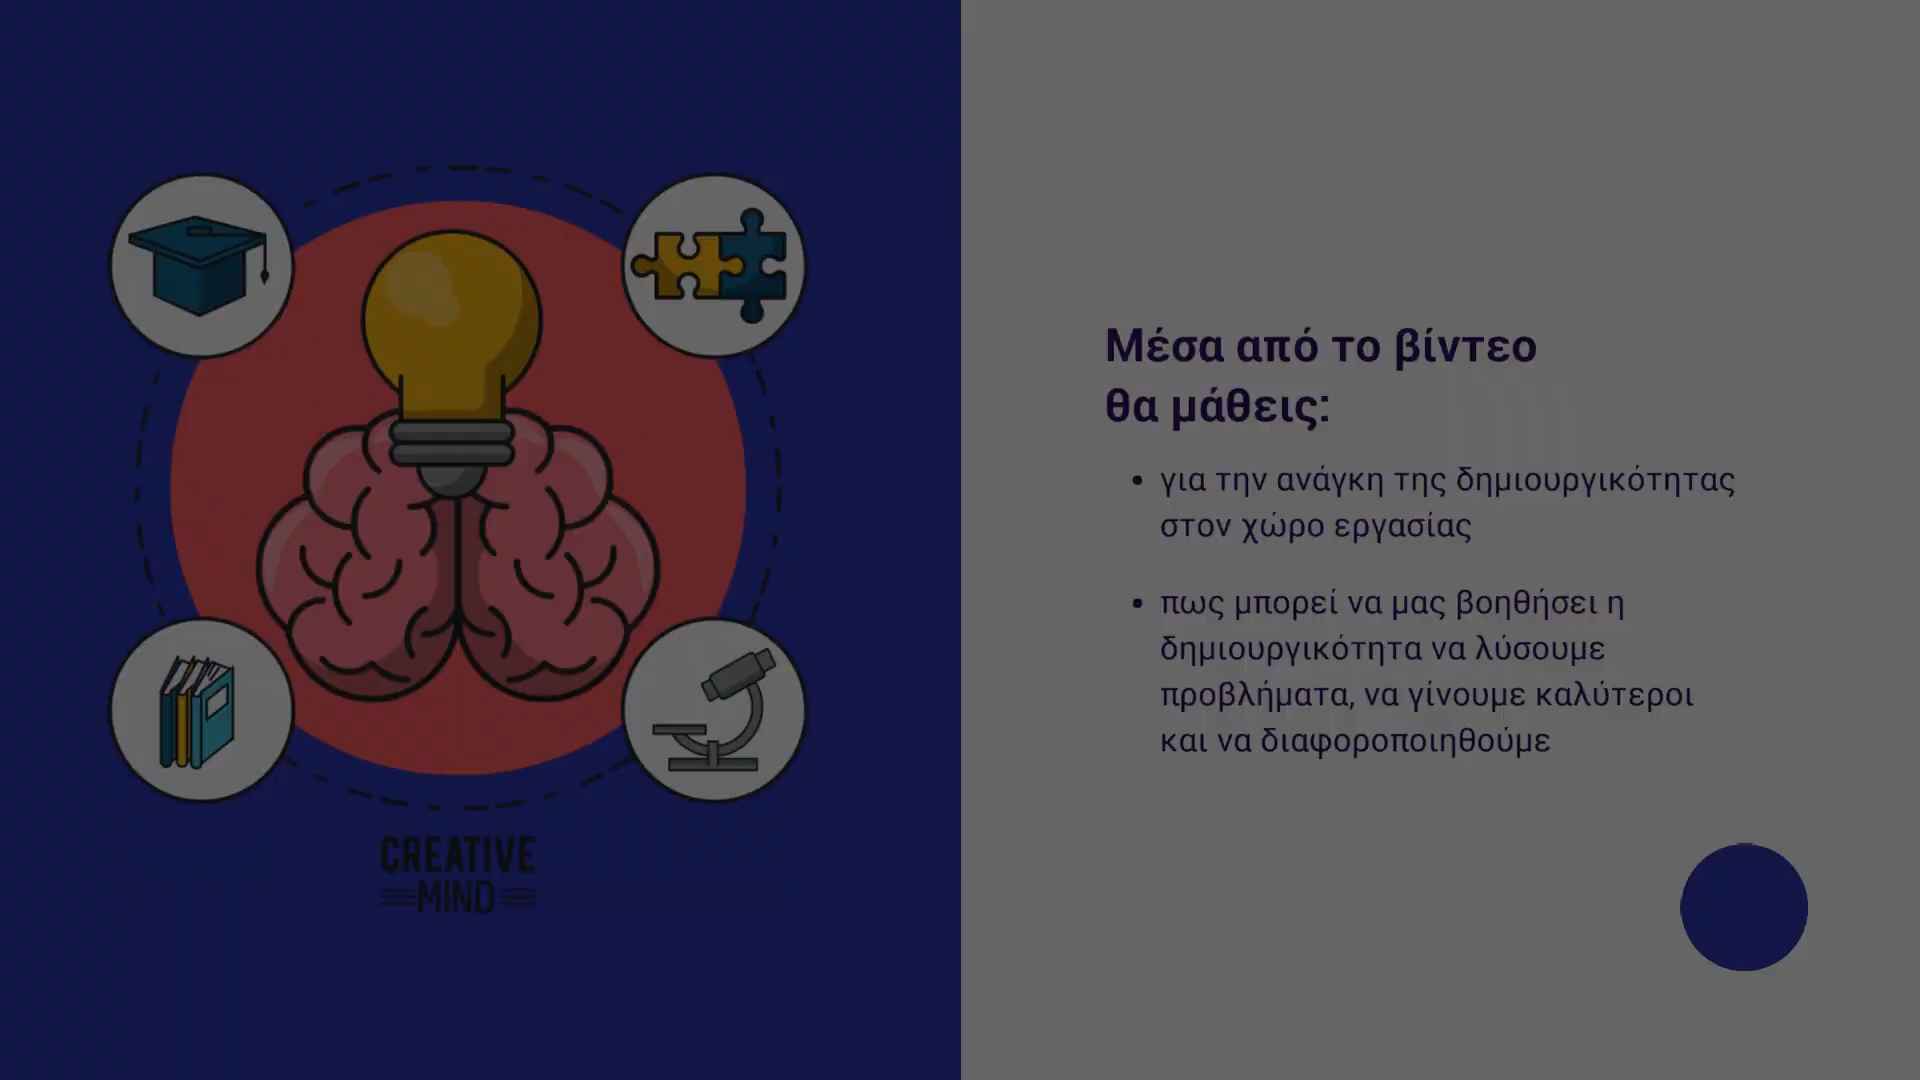 CREATIVE
MIND
Μέσα από το βίντεο
θα μάθεις:
• για την ανάγκη της δημιουργικότητας
στον χώρο εργασίας
• πως μπορεί να μας βοηθήσει η
δημιουργικότητα να λύσουμε
προβλήματα, να γίνουμε καλύτεροι
και να διαφοροποιηθούμε